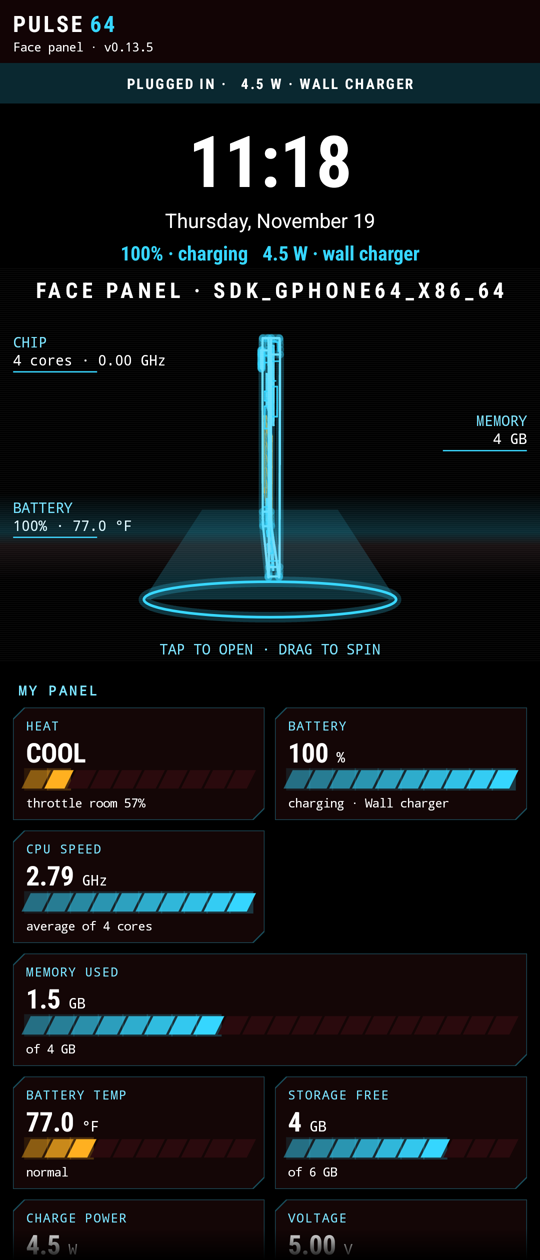 PULSE 64
Face panel · v0.13.5
PLUGGED IN · 4.5 W · WALL CHARGER
11:18
Thursday, November 19
100% · charging 4.5 W · wall charger
FACE PANEL · SDK_GPHONE64_X86_64
CHIP
4 cores · 0.00 GHz
MEMORY
4 GB
BATTERY
100% · 77.0 °F
TAP TO OPEN · DRAG TO SPIN
MY PANEL
HEAT
COOL
throttle room 57%
BATTERY
100 %
charging · Wall charger
CPU SPEED
2.79 GHz
average of 4 cores
MEMORY USED
1.5 GB
of 4 GB
BATTERY TEMP
77.0 °F
normal
STORAGE FREE
4 GB
of 6 GB
CHARGE POWER
4.5 W
VOLTAGE
5.00 V